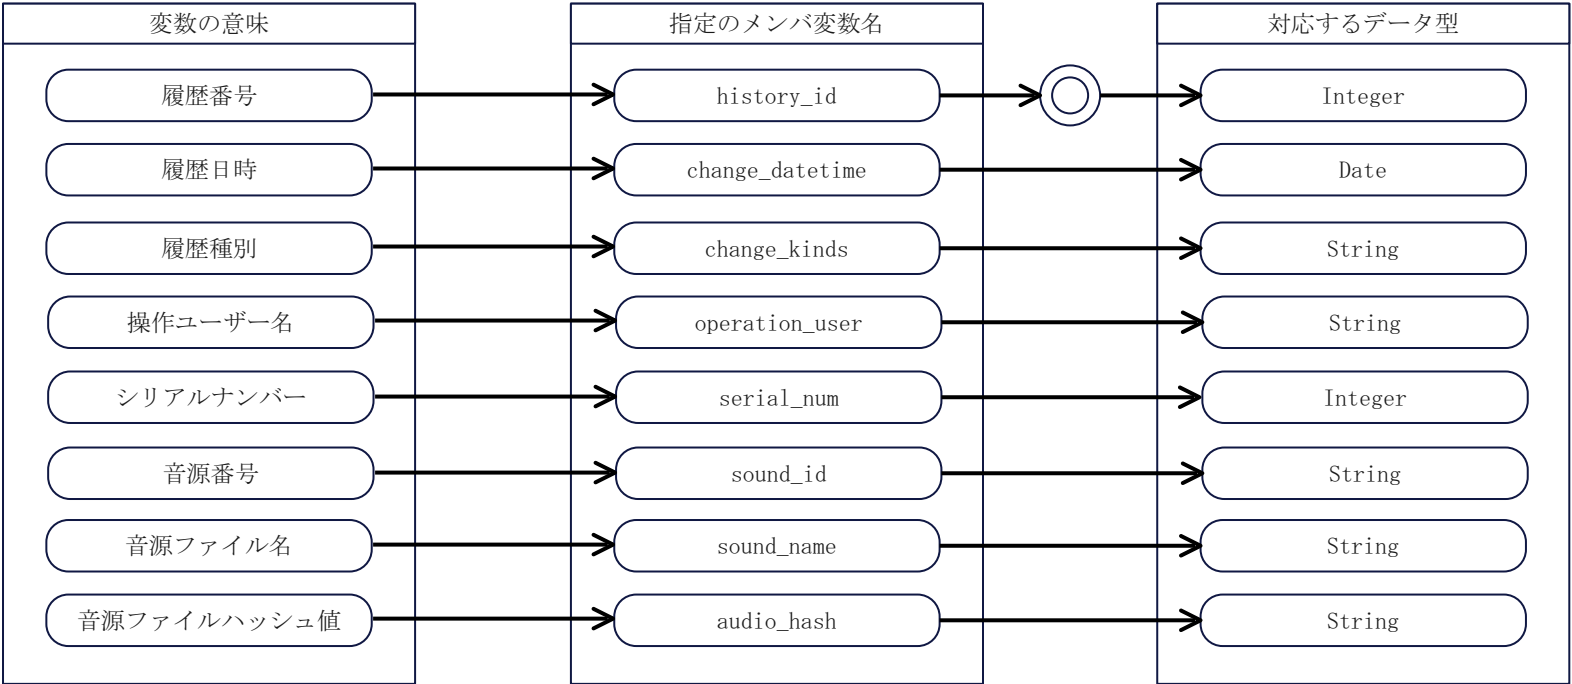 変数の意味
指定のメンバ変数名
対応するデータ型
履歴番号
history_id
Integer
履歴日時
change_datetime
Date
履歴種別
change_kinds
String
操作ユーザー名
operation_user
String
シリアルナンバー
serial_num
Integer
音源番号
sound_id
String
音源ファイル名
sound_name
String
音源ファイルハッシュ値
audio_hash
String